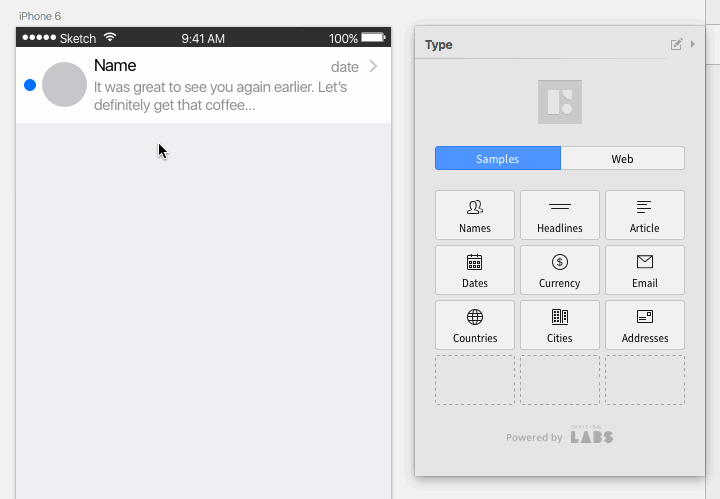 iPhone 6
Sketch 9:41 AM 100%
Name date
It was great to see you again earlier. Let's
definitely get that coffee...
Type
Samples Web
Names Headlines Article
Dates Currency Email
Countries Cities Addresses
Powered by INVISION LABS